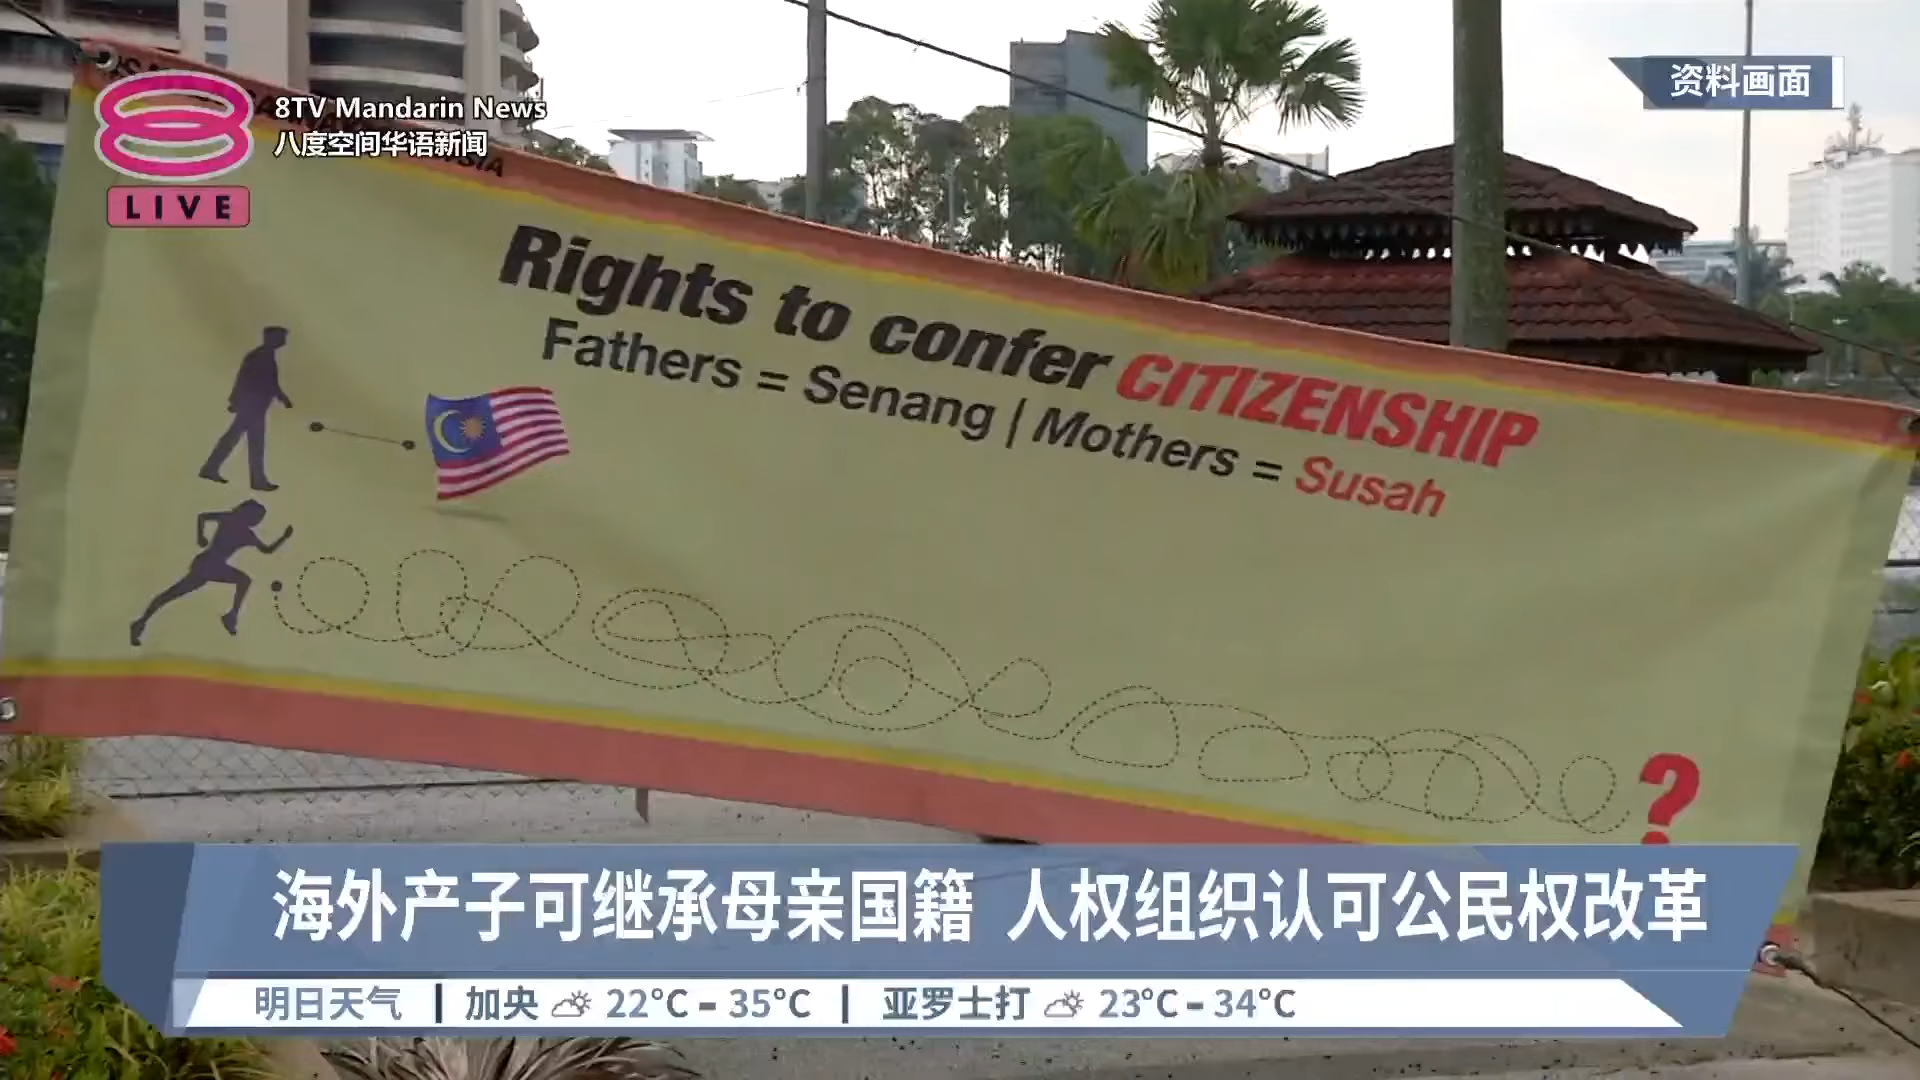 资料画面
8TV Mandarin News
八度空间华语新闻
LIVE
Rights to confer CITIZENSHIP
Fathers = Senang | Mothers = Susah
?
海外产子可继承母亲国籍 人权组织认可公民权改革
明日天气 | 加央 22°C - 35°C | 亚罗士打 23°C - 34°C